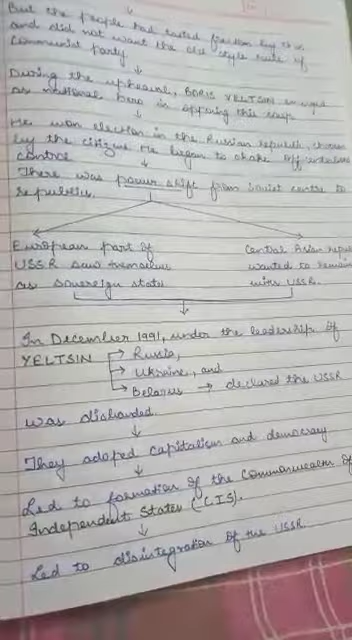 But the people had tasted freedom by then
and did not want the old style rule of
Communist party
↓
During the upheaval, BORIS YELTSIN emerged
as national hero in opposing this coup
↓
He won election in the Russian republic, chosen
by the citizens. He began to shake off
control
↓
There was power shift from Soviet centre to
republics.
European part of
USSR saw themselves
as sovereign states
Central Asian repub
wanted to remain
with USSR.
↓
In December 1991, under the leadership of
YELTSIN → Russia,
→ Ukraine, and
→ Belarus → declared the USSR
was disbanded.
↓
They adoped capitalism and democracy
↓
Led to formation of the Commonwealth of
Independent States ('CIS).
↓
Led to disintegration of the USSR